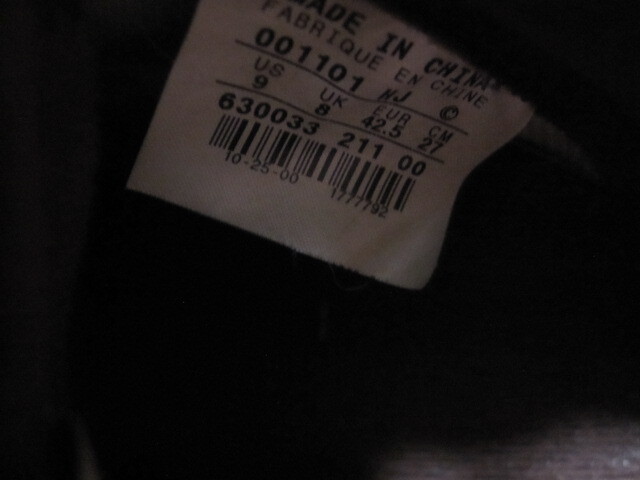 MADE IN CHINA
FABRIQUE EN CHINE
001101 HJ ©
US UK EUR CM
9 8 42.5 27
630033 211 00
10-25-00 1777792